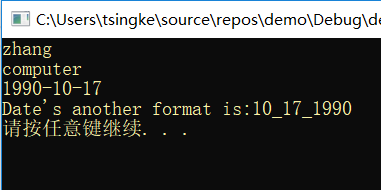 C:\Users\tsingke\source\repos\demo\Debug\de
zhang
computer
1990-10-17
Date's another format is:10_17_1990
请按任意键继续. . .